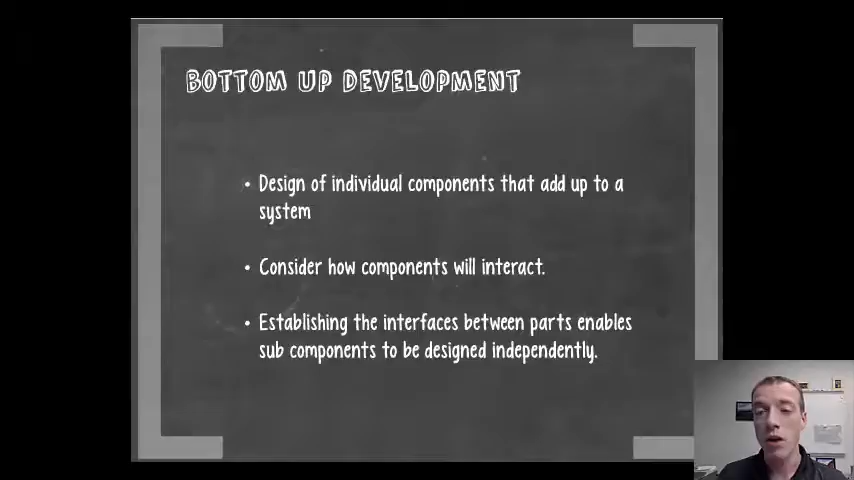 BOTTOM UP DEVELOPMENT
• Design of individual components that add up to a
system
• Consider how components will interact.
• Establishing the interfaces between parts enables
sub components to be designed independently.